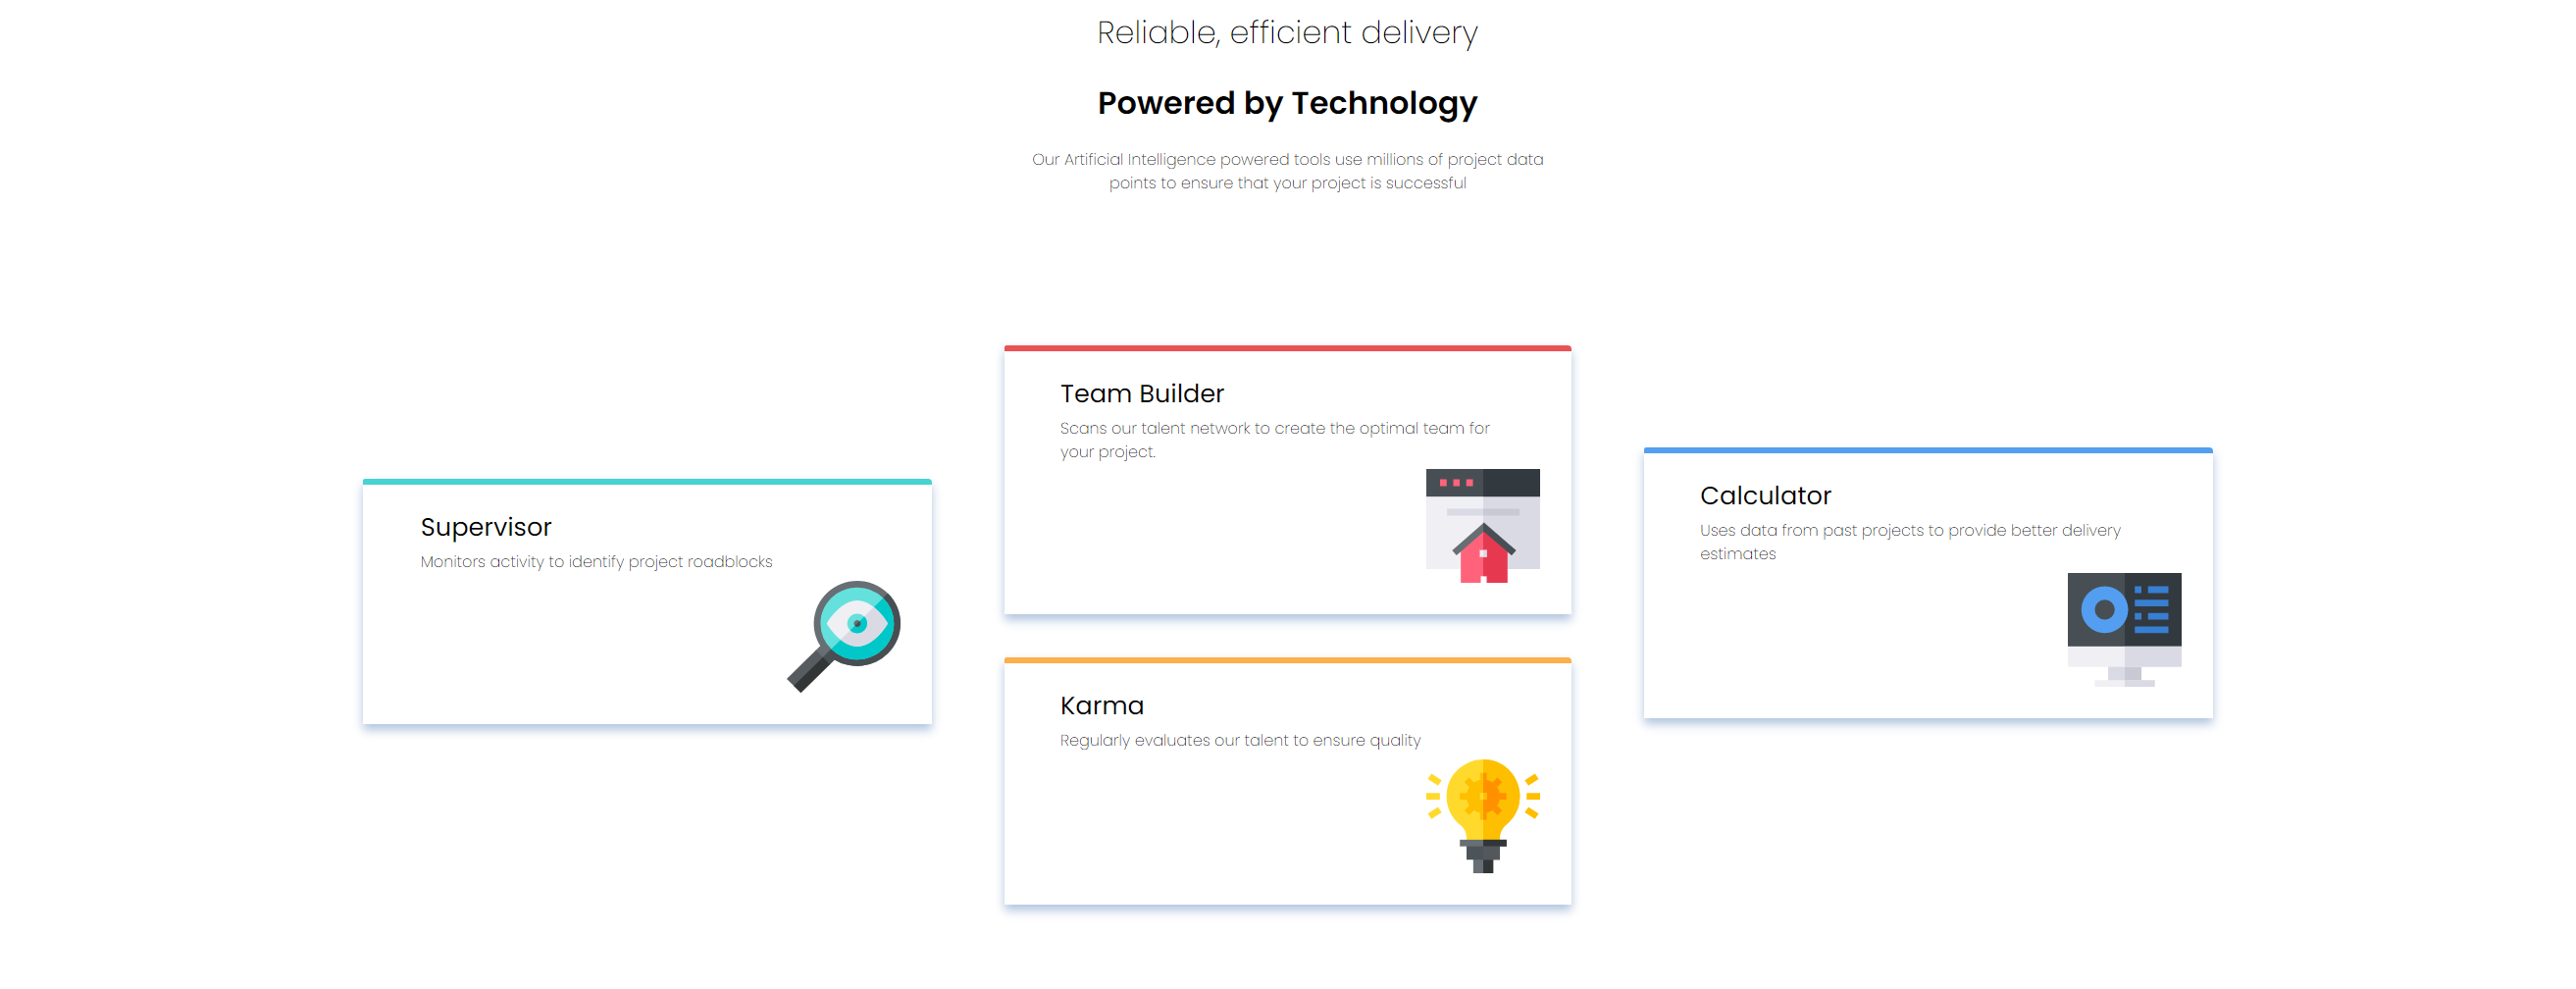 Reliable, efficient delivery
Powered by Technology
Our Artificial Intelligence powered tools use millions of project data
points to ensure that your project is successful
Supervisor
Monitors activity to identify project roadblocks
Team Builder
Scans our talent network to create the optimal team for
your project.
Karma
Regularly evaluates our talent to ensure quality
Calculator
Uses data from past projects to provide better delivery
estimates